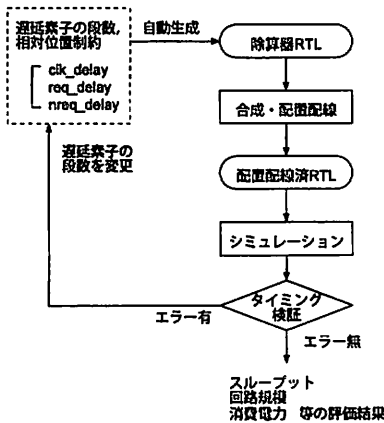 遅延素子の段数,
相対位置制約
clk_delay
req_delay
nreq_delay
自動生成
除算器RTL
合成・配置配線
遅延素子の
段数を変更
配置配線済RTL
シミュレーション
タイミング
検証
エラー有
エラー無
スループット
回路規模
消費電力 等の評価結果